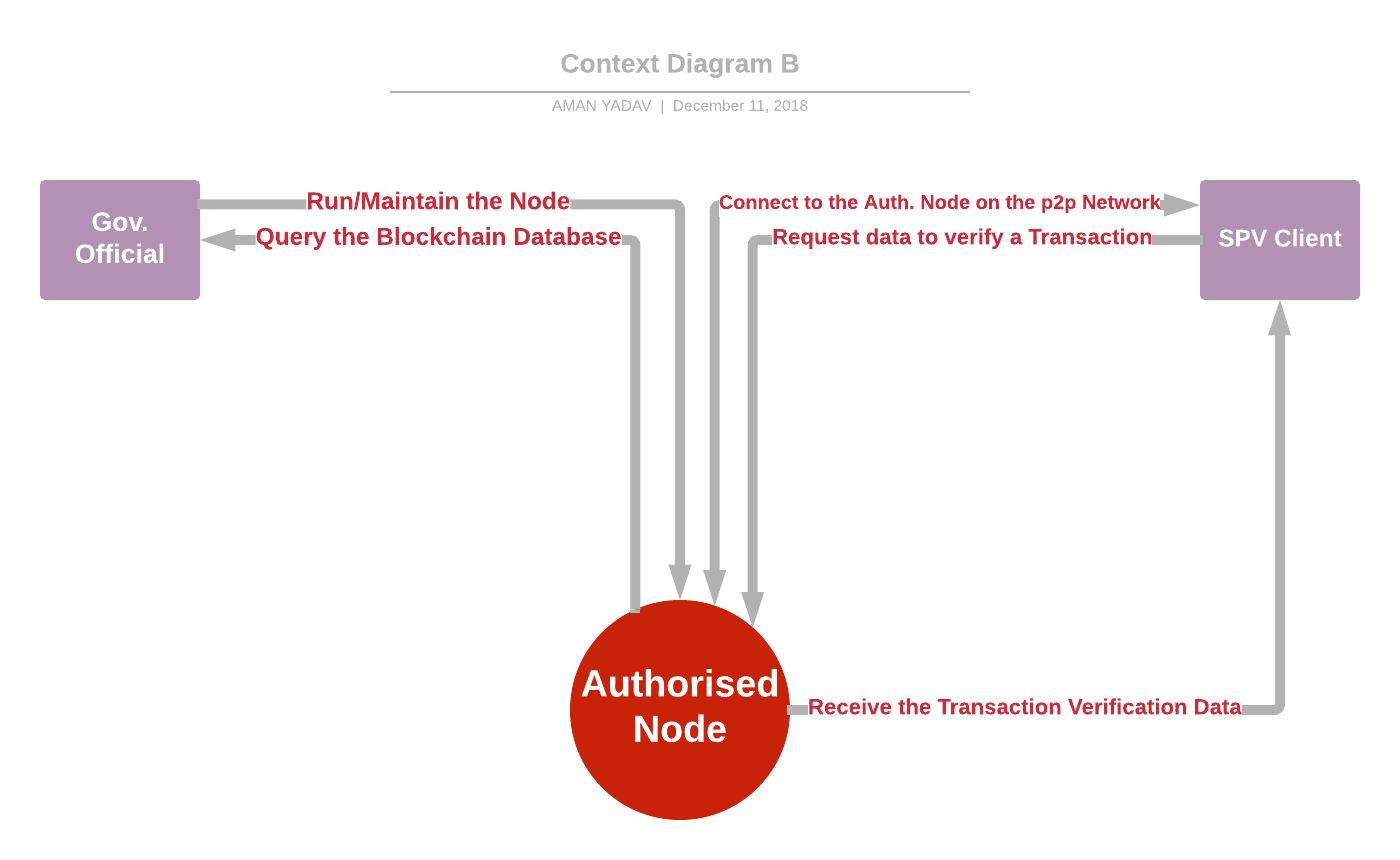 Context Diagram B
AMAN YADAV | December 11, 2018
Gov.
Official
Run/Maintain the Node
Query the Blockchain Database
Connect to the Auth. Node on the p2p Network
Request data to verify a Transaction
SPV Client
Authorised
Node
Receive the Transaction Verification Data